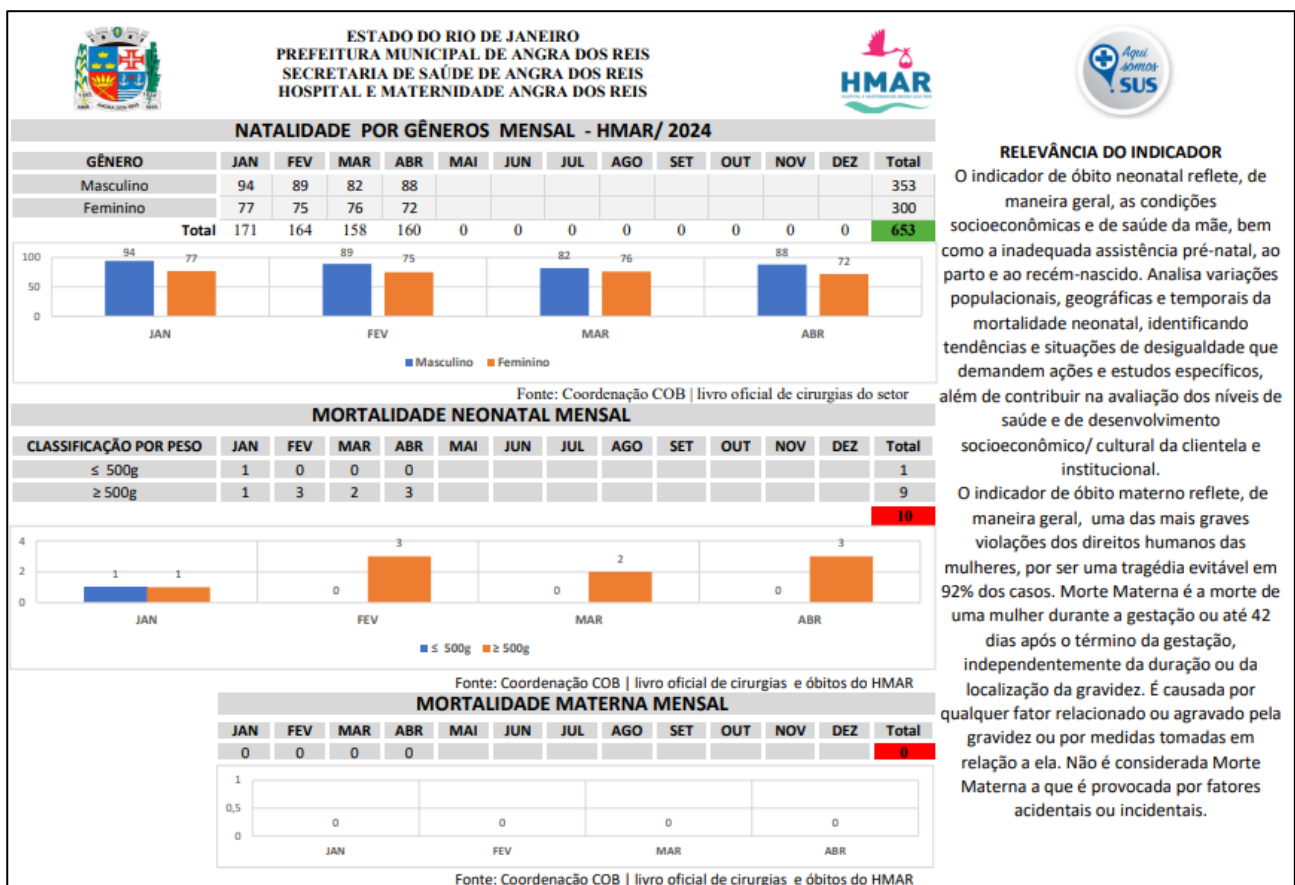 ESTADO DO RIO DE JANEIRO
PREFEITURA MUNICIPAL DE ANGRA DOS REIS
SECRETARIA DE SAÚDE DE ANGRA DOS REIS
HOSPITAL E MATERNIDADE ANGRA DOS REIS
ANGRA DOS REIS
HMAR
HOSPITAL E MATERNIDADE ANGRA DOS REIS
Aqui
somos
SUS
NATALIDADE POR GÊNEROS MENSAL - HMAR/ 2024
GÊNERO JAN FEV MAR ABR MAI JUN JUL AGO SET OUT NOV DEZ Total
Masculino 94 89 82 88 353
Feminino 77 75 76 72 300
Total 171 164 158 160 0 0 0 0 0 0 0 0 653
100
50
0
94 77 89 75 82 76 88 72
JAN FEV MAR ABR
Masculino Feminino
Fonte: Coordenação COB | livro oficial de cirurgias do setor
MORTALIDADE NEONATAL MENSAL
CLASSIFICAÇÃO POR PESO JAN FEV MAR ABR MAI JUN JUL AGO SET OUT NOV DEZ Total
≤ 500g 1 0 0 0 1
≥ 500g 1 3 2 3 9
10
4
2
0
1 1 0 3 0 2 0 3
JAN FEV MAR ABR
≤ 500g ≥ 500g
Fonte: Coordenação COB | livro oficial de cirurgias e óbitos do HMAR
MORTALIDADE MATERNA MENSAL
JAN FEV MAR ABR MAI JUN JUL AGO SET OUT NOV DEZ Total
0 0 0 0 0
1
0,5
0
0 0 0 0
JAN FEV MAR ABR
Fonte: Coordenação COB | livro oficial de cirurgias e óbitos do HMAR
RELEVÂNCIA DO INDICADOR
O indicador de óbito neonatal reflete, de
maneira geral, as condições
socioeconômicas e de saúde da mãe, bem
como a inadequada assistência pré-natal, ao
parto e ao recém-nascido. Analisa variações
populacionais, geográficas e temporais da
mortalidade neonatal, identificando
tendências e situações de desigualdade que
demandem ações e estudos específicos,
além de contribuir na avaliação dos níveis de
saúde e de desenvolvimento
socioeconômico/ cultural da clientela e
institucional.
O indicador de óbito materno reflete, de
maneira geral, uma das mais graves
violações dos direitos humanos das
mulheres, por ser uma tragédia evitável em
92% dos casos. Morte Materna é a morte de
uma mulher durante a gestação ou até 42
dias após o término da gestação,
independentemente da duração ou da
localização da gravidez. É causada por
qualquer fator relacionado ou agravado pela
gravidez ou por medidas tomadas em
relação a ela. Não é considerada Morte
Materna a que é provocada por fatores
acidentais ou incidentais.